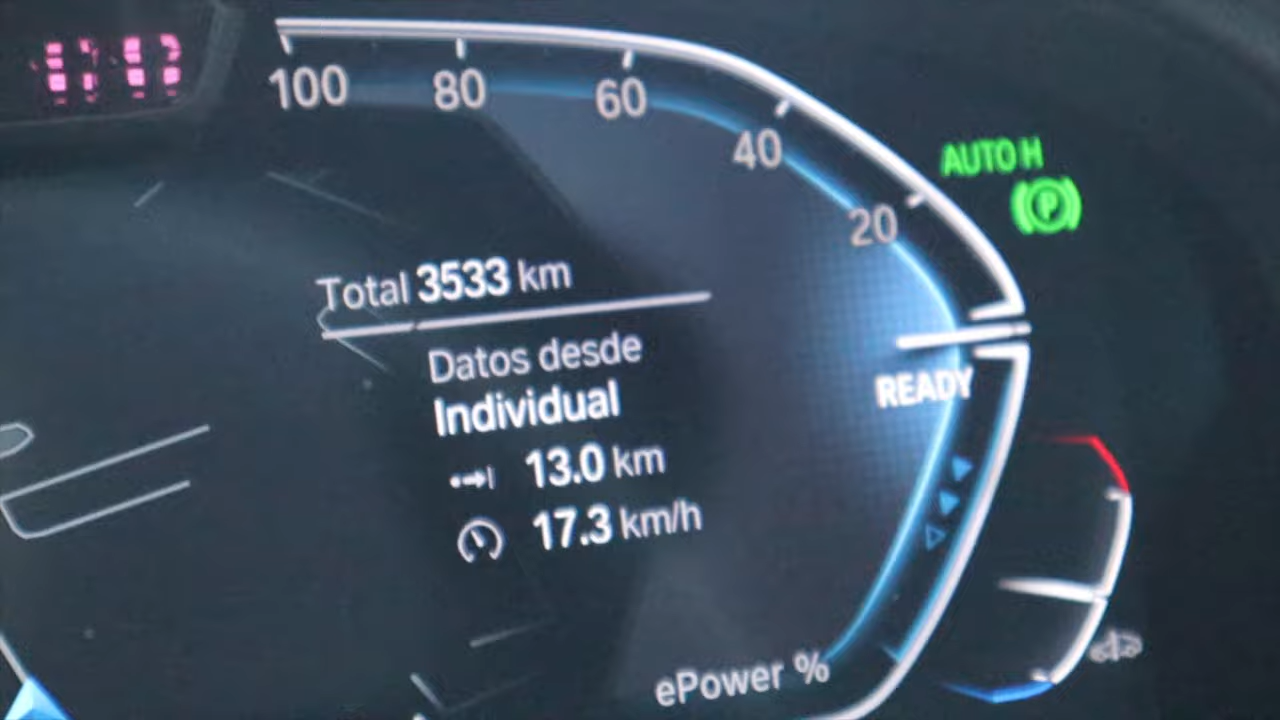 100
80
60
40
20
AUTO H
P
Total 3533 km
Datos desde
Individual
13.0 km
17.3 km/h
READY
ePower %